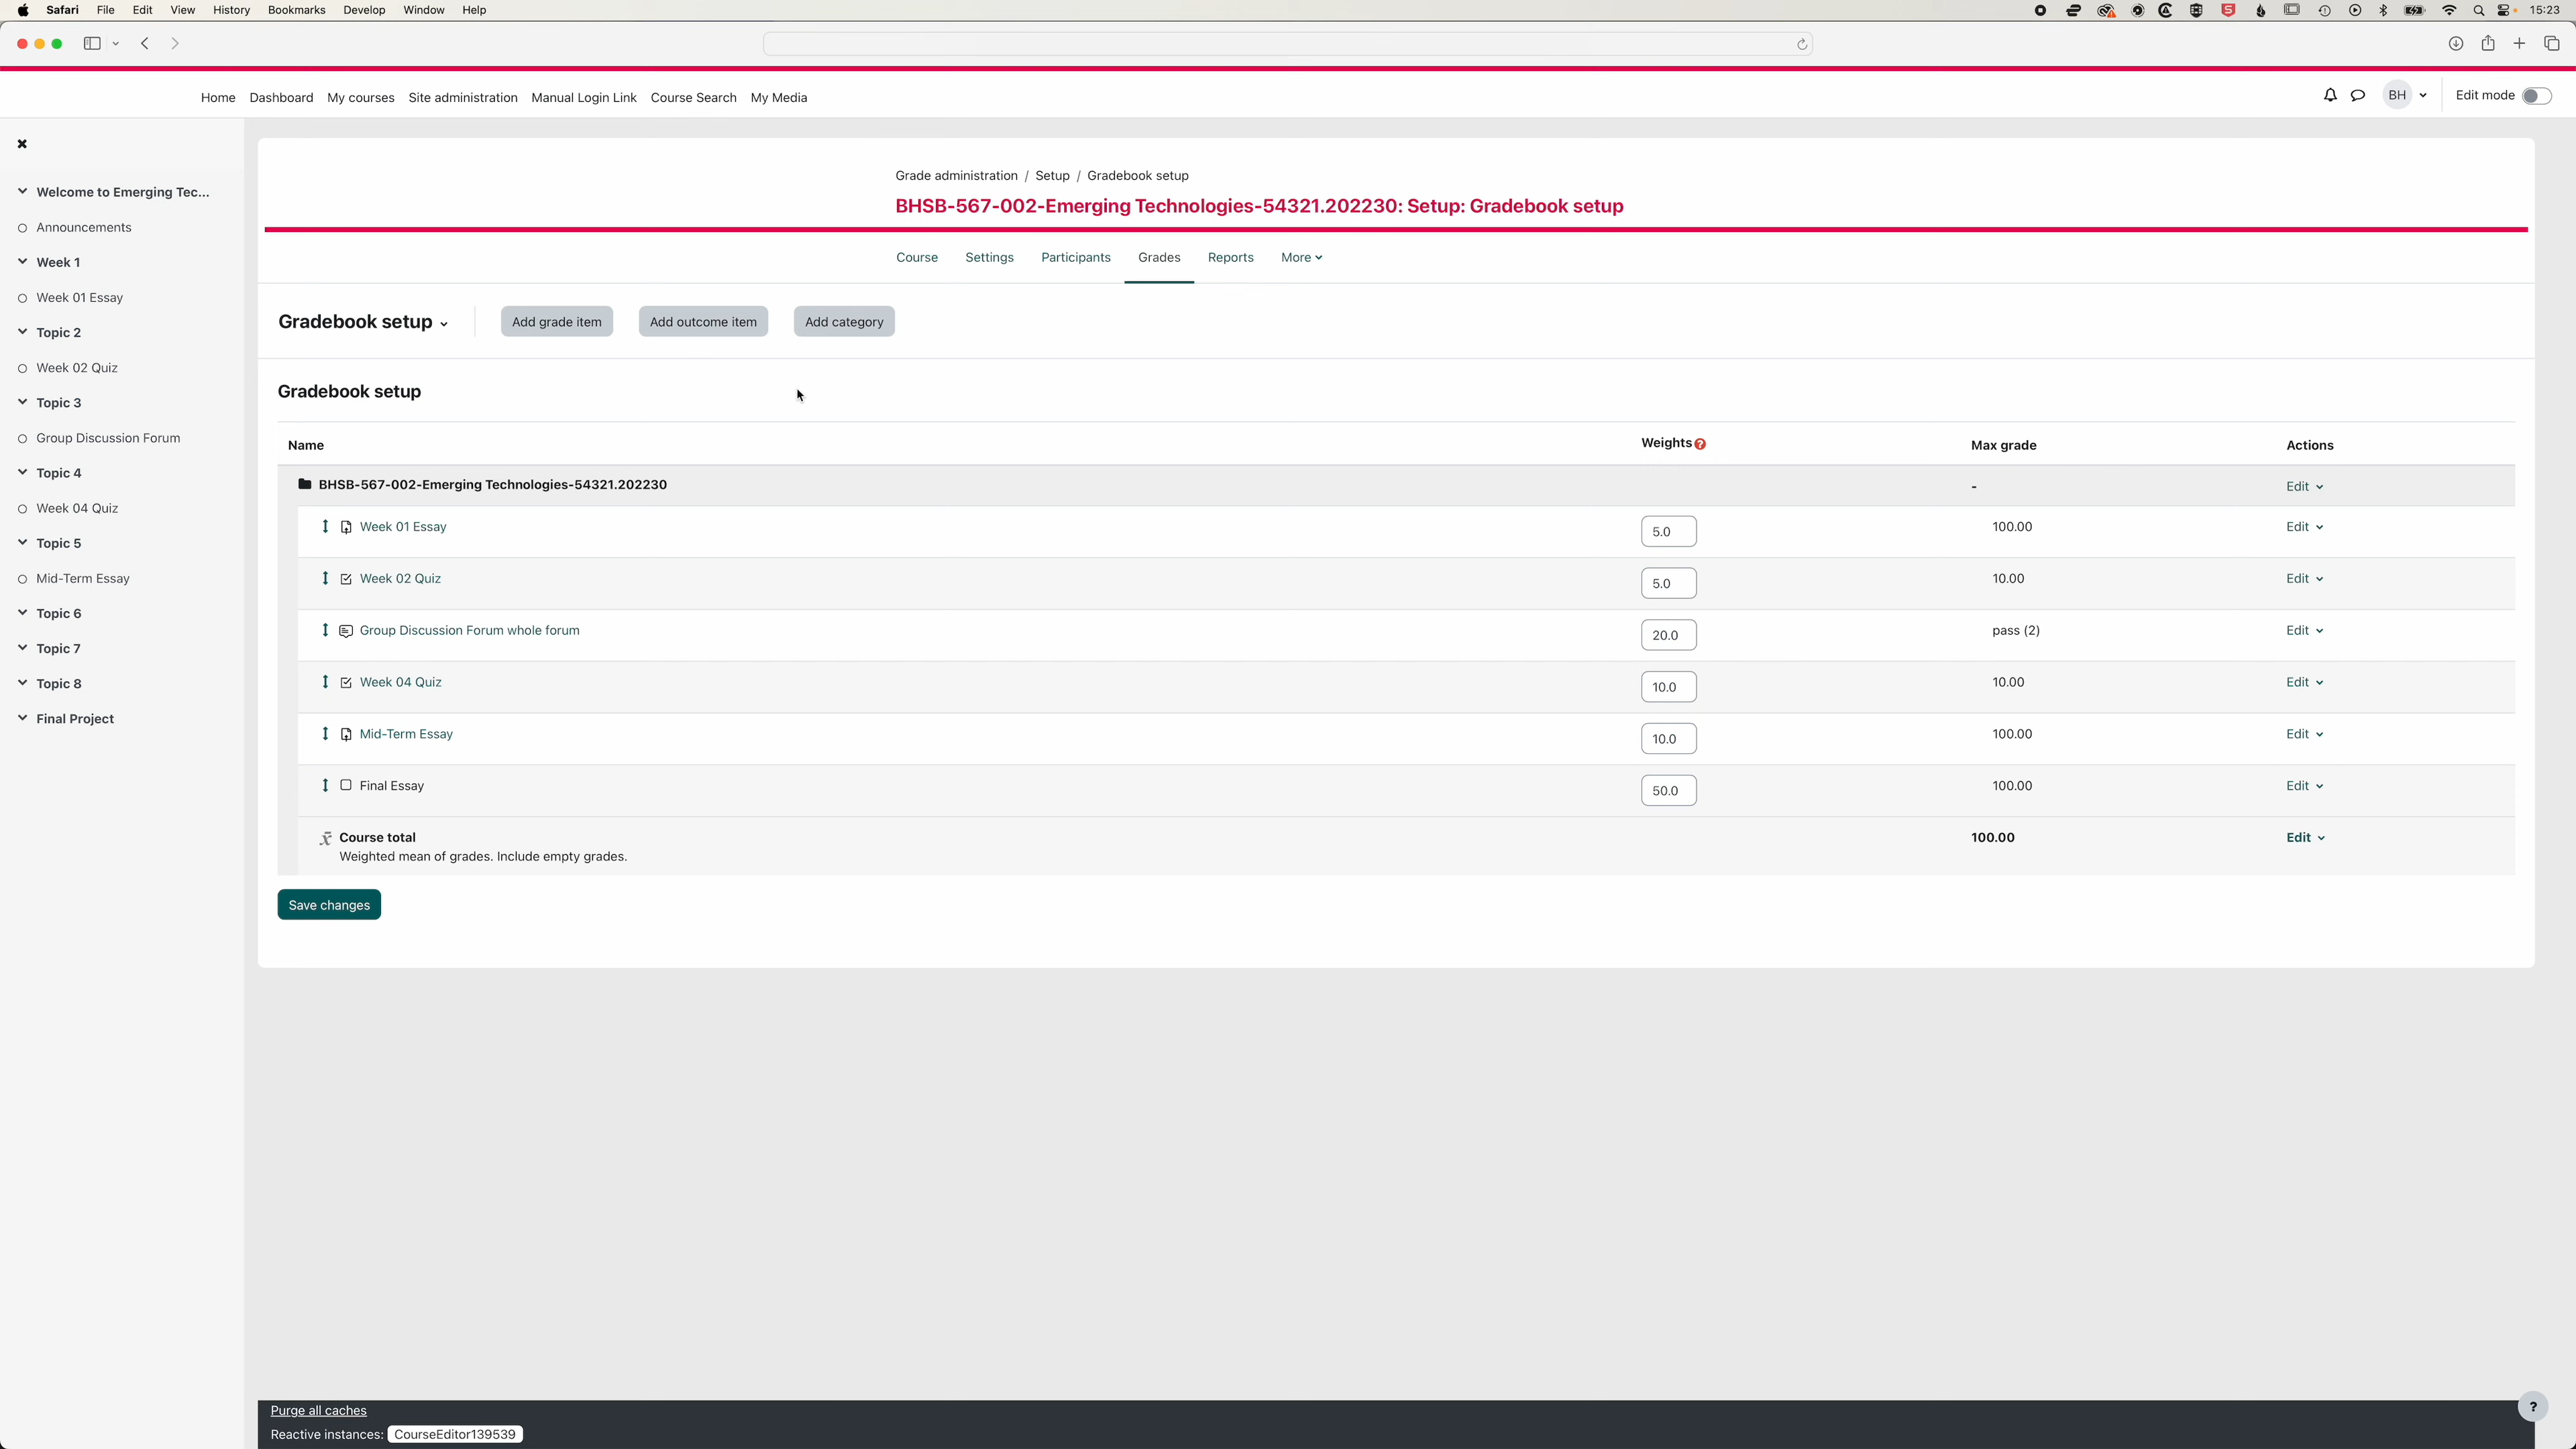 Safari File Edit View History Bookmarks Develop Window Help 15:23
Home Dashboard My courses Site administration Manual Login Link Course Search My Media BH Edit mode
Welcome to Emerging Tec...
Announcements
Week 1
Week 01 Essay
Topic 2
Week 02 Quiz
Topic 3
Group Discussion Forum
Topic 4
Week 04 Quiz
Topic 5
Mid-Term Essay
Topic 6
Topic 7
Topic 8
Final Project
Grade administration / Setup / Gradebook setup
BHSB-567-002-Emerging Technologies-54321.202230: Setup: Gradebook setup
Course Settings Participants Grades Reports More
Gradebook setup Add grade item Add outcome item Add category
Gradebook setup
Name Weights ? Max grade Actions
BHSB-567-002-Emerging Technologies-54321.202230 - Edit
Week 01 Essay 5.0 100.00 Edit
Week 02 Quiz 5.0 10.00 Edit
Group Discussion Forum whole forum 20.0 pass (2) Edit
Week 04 Quiz 10.0 10.00 Edit
Mid-Term Essay 10.0 100.00 Edit
Final Essay 50.0 100.00 Edit
x̄ Course total 100.00 Edit
Weighted mean of grades. Include empty grades.
Save changes
Purge all caches
?
Reactive instances: CourseEditor139539